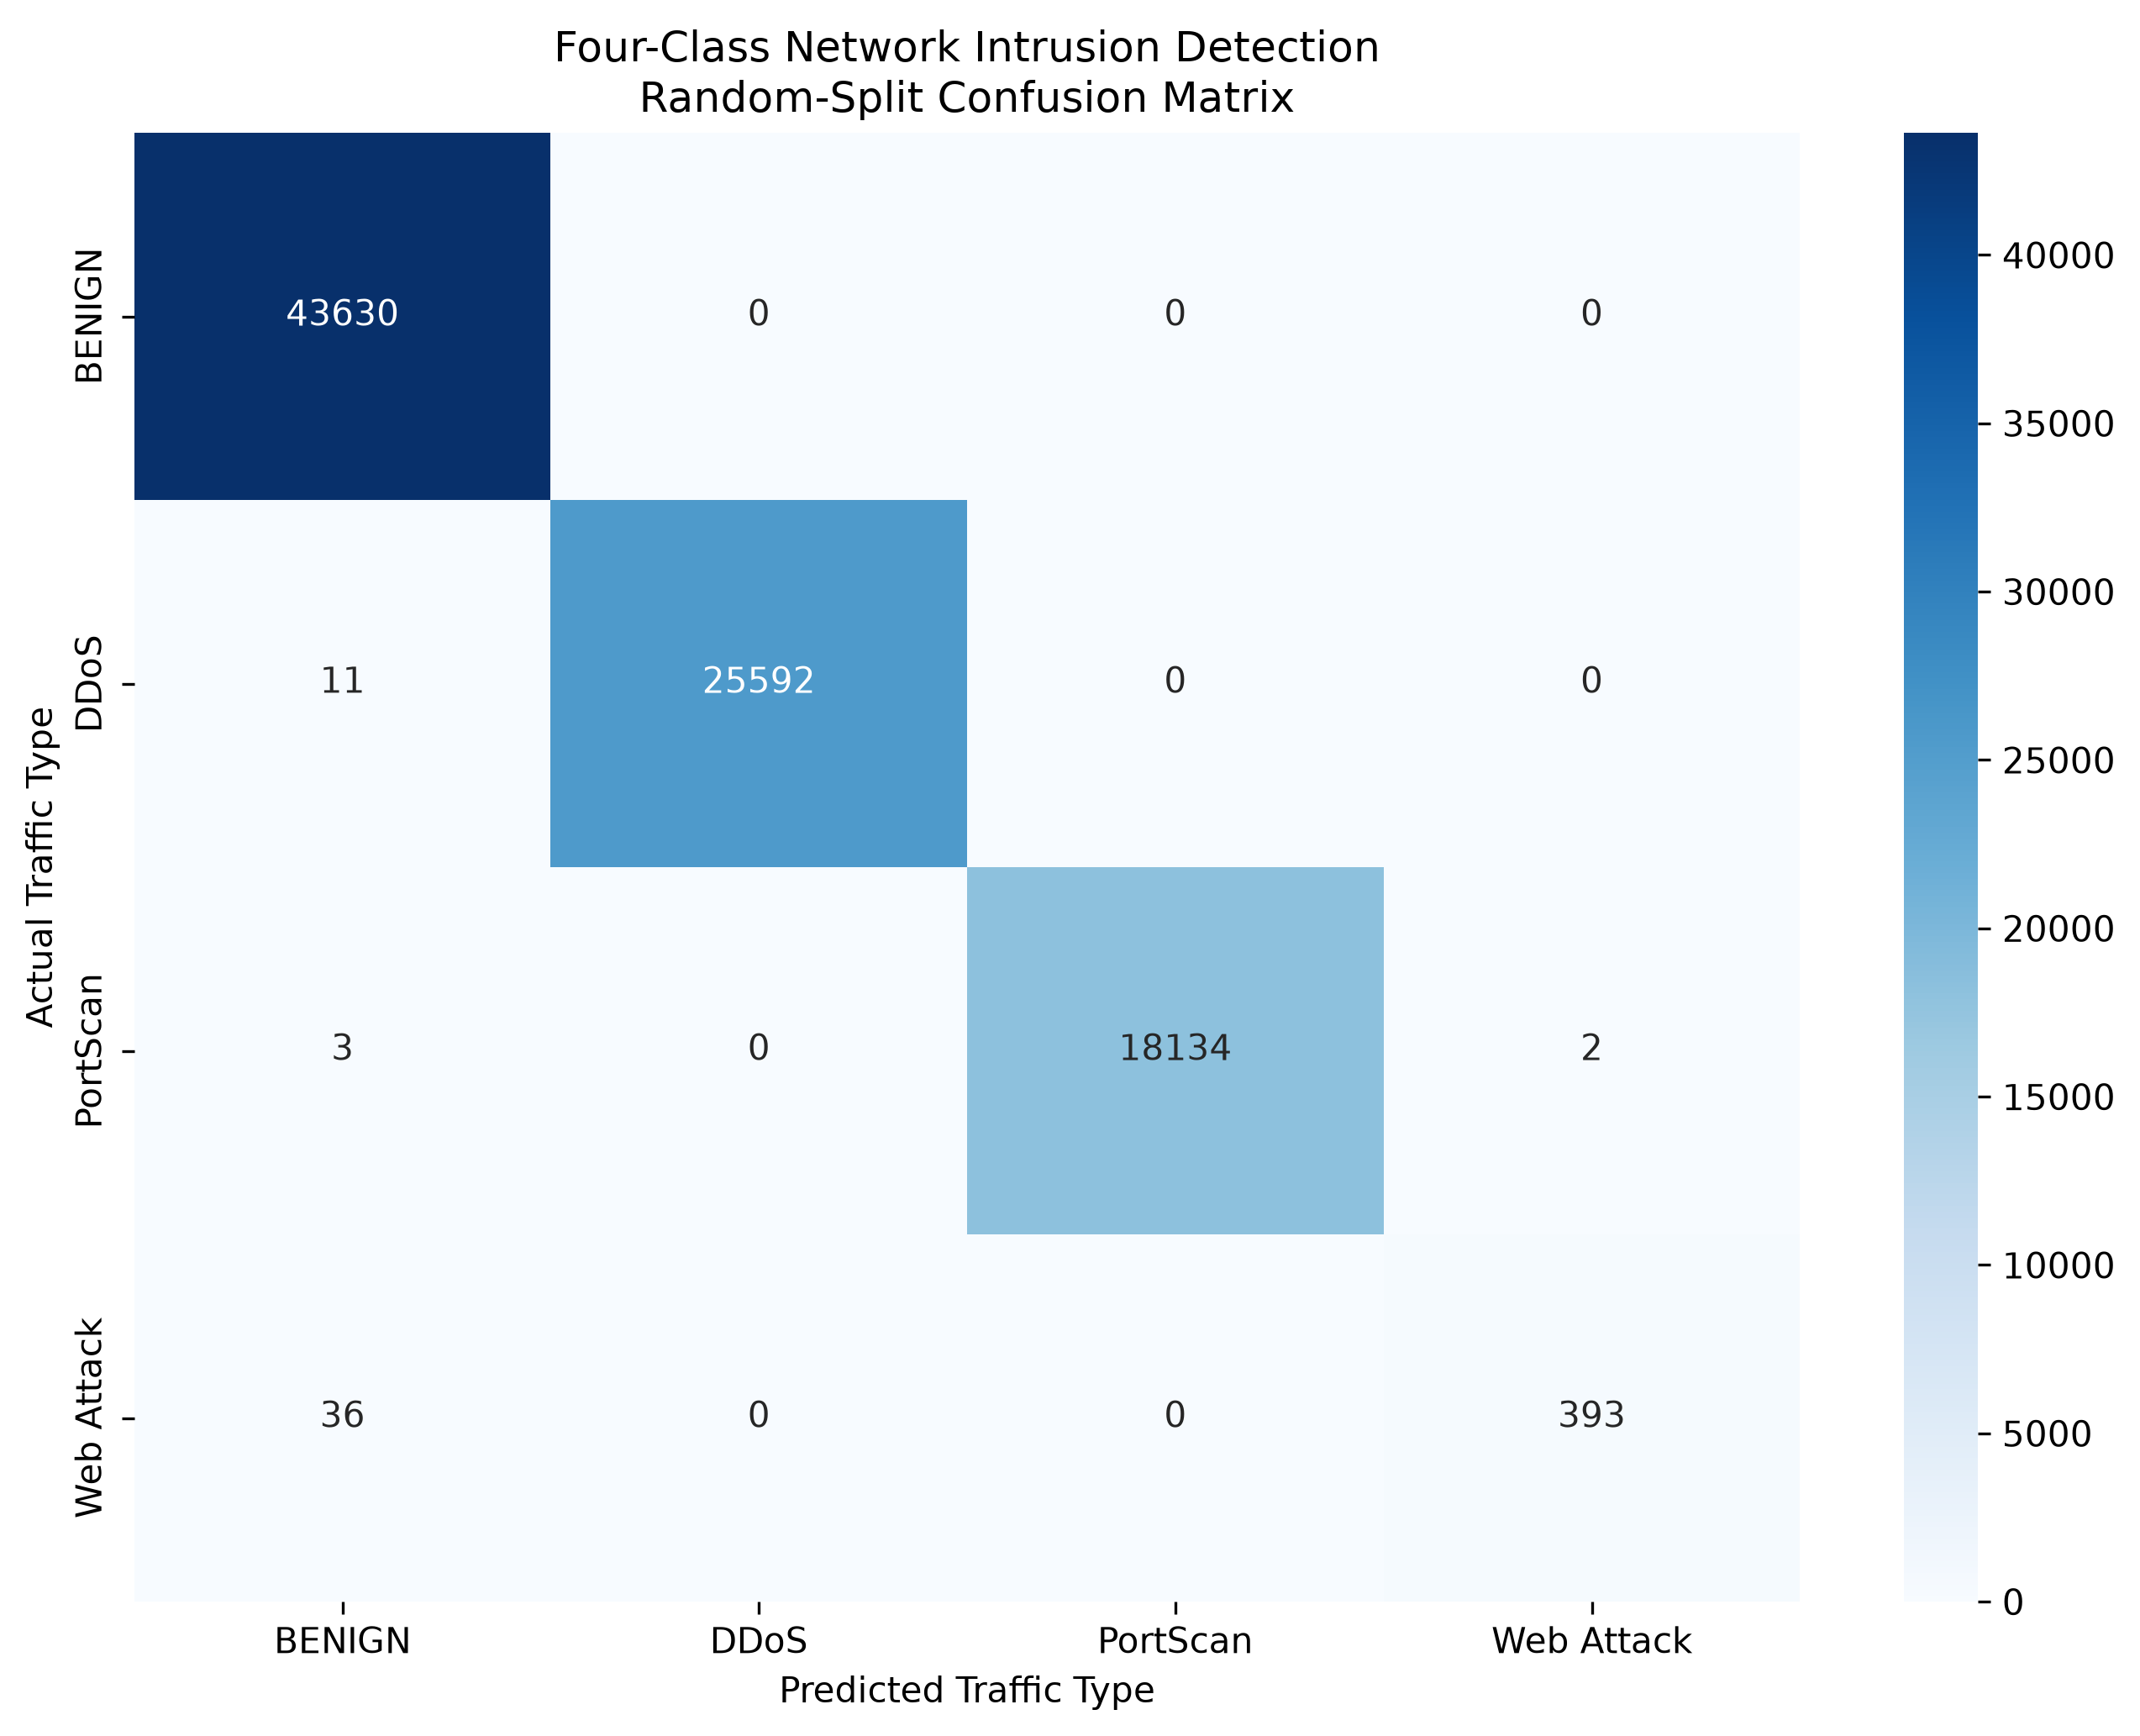 Four-Class Network Intrusion Detection
Random-Split Confusion Matrix
Actual Traffic Type
BENIGN
DDoS
PortScan
Web Attack
43630 0 0 0
11 25592 0 0
3 0 18134 2
36 0 0 393
BENIGN DDoS PortScan Web Attack
Predicted Traffic Type
40000
35000
30000
25000
20000
15000
10000
5000
0